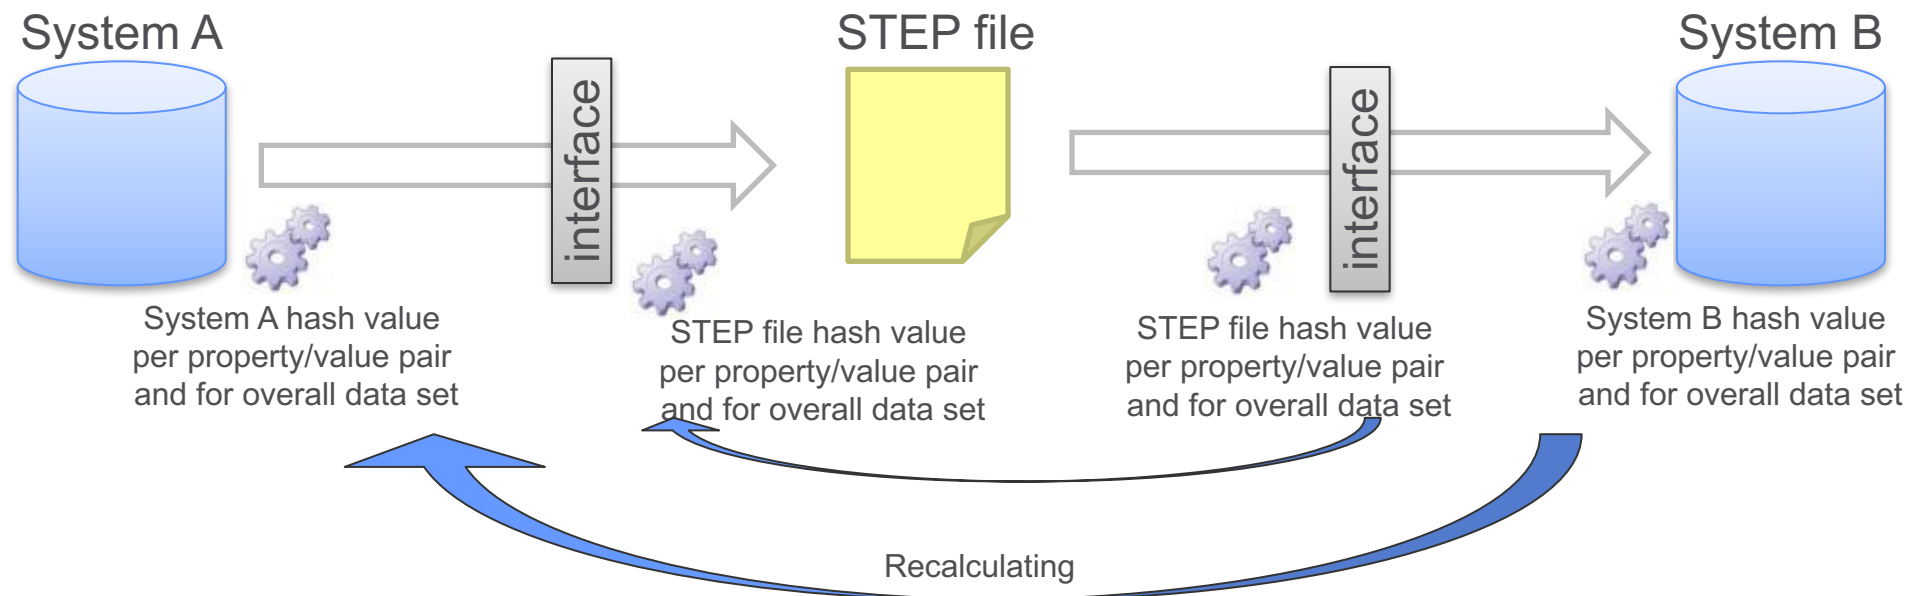 System A
STEP file
System B
interface
interface
System A hash value
per property/value pair
and for overall data set
STEP file hash value
per property/value pair
and for overall data set
STEP file hash value
per property/value pair
and for overall data set
System B hash value
per property/value pair
and for overall data set
Recalculating